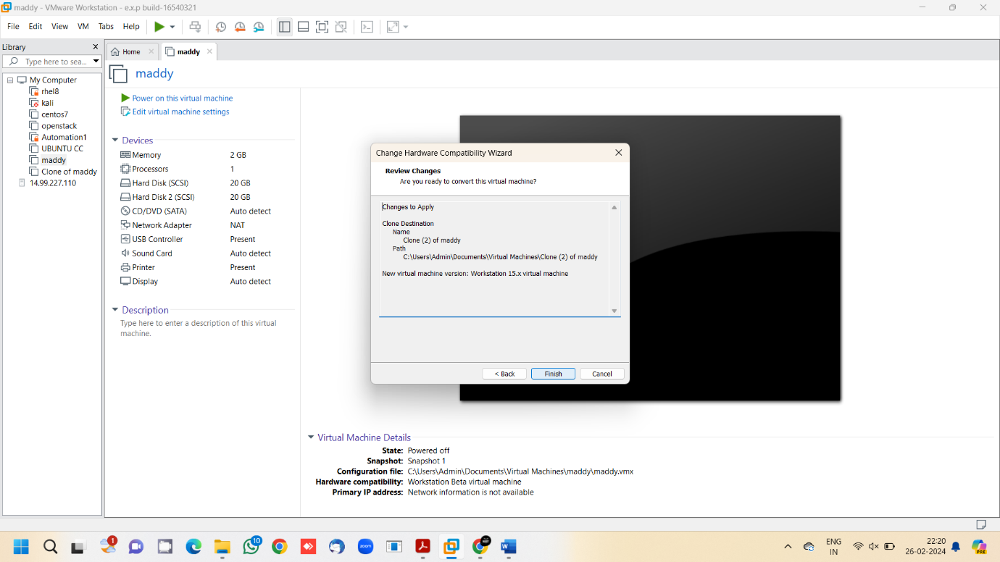 maddy - VMware Workstation - e.x.p build-16540321
File Edit View VM Tabs Help
Library
Type here to sea...
My Computer
rhel8
kali
centos7
openstack
Automation1
UBUNTU CC
maddy
Clone of maddy
14.99.227.110
Home
maddy
maddy
Power on this virtual machine
Edit virtual machine settings
Devices
Memory 2 GB
Processors 1
Hard Disk (SCSI) 20 GB
Hard Disk 2 (SCSI) 20 GB
CD/DVD (SATA) Auto detect
Network Adapter NAT
USB Controller Present
Sound Card Auto detect
Printer Present
Display Auto detect
Description
Type here to enter a description of this virtual
machine.
Change Hardware Compatibility Wizard
Review Changes
Are you ready to convert this virtual machine?
Changes to Apply
Clone Destination
Name
Clone (2) of maddy
Path
C:\Users\Admin\Documents\Virtual Machines\Clone (2) of maddy
New virtual machine version: Workstation 15.x virtual machine
< Back Finish Cancel
Virtual Machine Details
State: Powered off
Snapshot: Snapshot 1
Configuration file: C:\Users\Admin\Documents\Virtual Machines\maddy\maddy.vmx
Hardware compatibility: Workstation Beta virtual machine
Primary IP address: Network information is not available
1
10
zoom
ENG
IN
22:20
26-02-2024
PRE